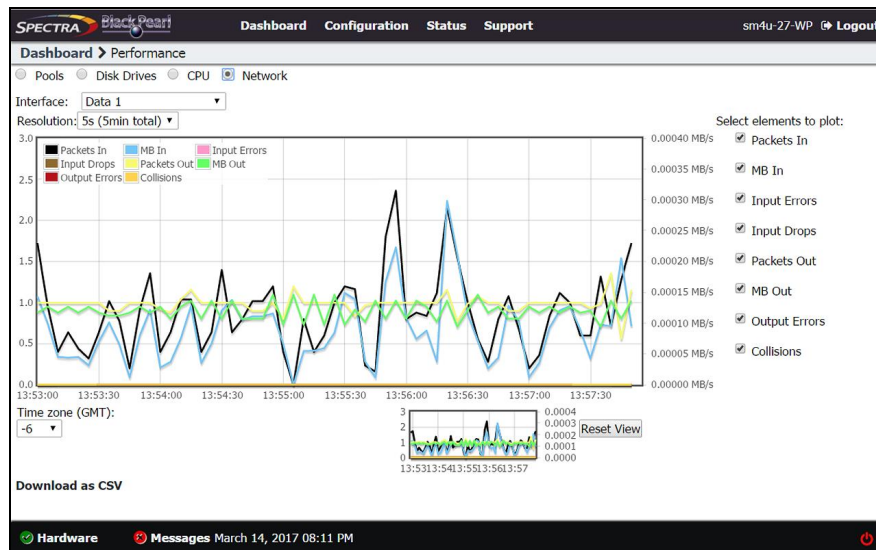 SPECTRA BlackPearl Dashboard Configuration Status Support sm4u-27-WP Logout
Dashboard > Performance
Pools Disk Drives CPU Network
Interface: Data 1
Resolution: 5s (5min total)
Select elements to plot:
3.0
2.5
2.0
1.5
1.0
0.5
0.0
Packets In MB In Input Errors
Input Drops Packets Out MB Out
Output Errors Collisions
0.00040 MB/s
0.00035 MB/s
0.00030 MB/s
0.00025 MB/s
0.00020 MB/s
0.00015 MB/s
0.00010 MB/s
0.00005 MB/s
0.00000 MB/s
Packets In
MB In
Input Errors
Input Drops
Packets Out
MB Out
Output Errors
Collisions
13:53:00 13:53:30 13:54:00 13:54:30 13:55:00 13:55:30 13:56:00 13:56:30 13:57:00 13:57:30
Time zone (GMT):
-6
3
2
1
0
0.0004
0.0003
0.0002
0.0001
0.0000
13:53 13:54 13:55 13:56 13:57
Reset View
Download as CSV
Hardware Messages March 14, 2017 08:11 PM